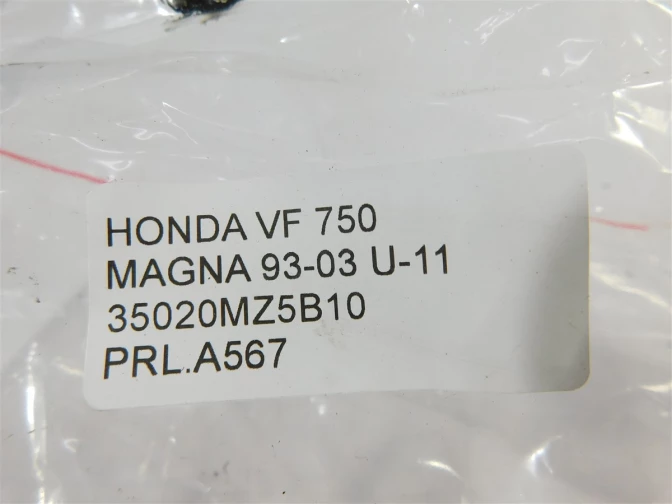 HONDA VF 750
MAGNA 93-03 U-11
35020MZ5B10
PRL.A567